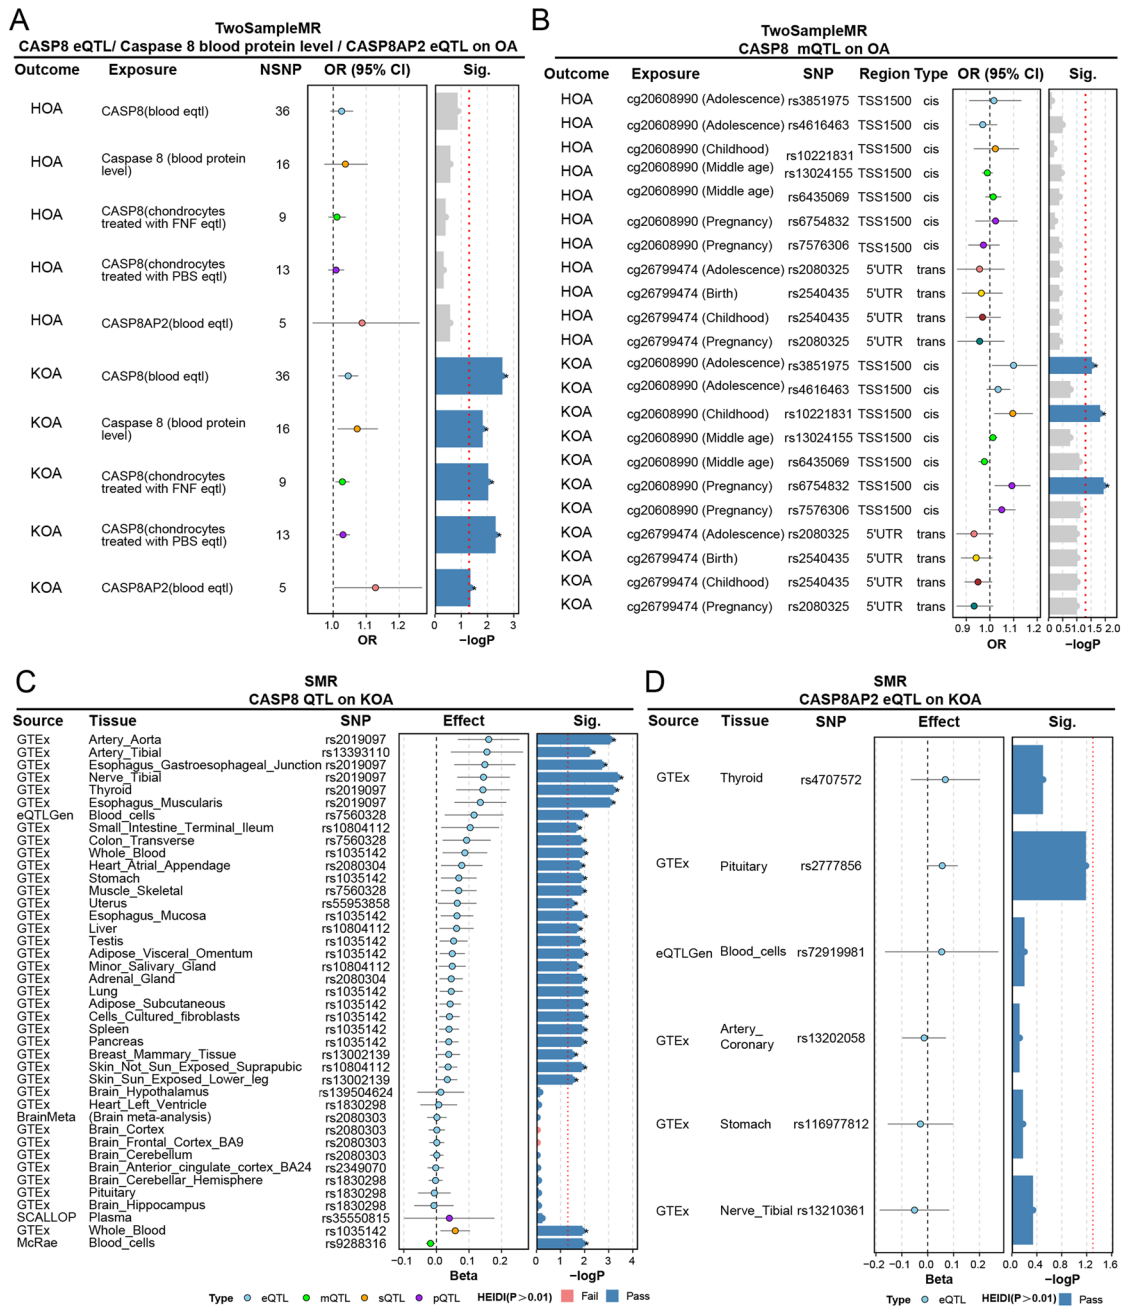 A
TwoSampleMR
CASP8 eQTL/ Caspase 8 blood protein level / CASP8AP2 eQTL on OA
Outcome Exposure NSNP OR (95% CI) Sig.
HOA CASP8(blood eqtl) 36
HOA Caspase 8 (blood protein level) 16
HOA CASP8(chondrocytes treated with FNF eqtl) 9
HOA CASP8(chondrocytes treated with PBS eqtl) 13
HOA CASP8AP2(blood eqtl) 5
KOA CASP8(blood eqtl) 36
KOA Caspase 8 (blood protein level) 16
KOA CASP8(chondrocytes treated with FNF eqtl) 9
KOA CASP8(chondrocytes treated with PBS eqtl) 13
KOA CASP8AP2(blood eqtl) 5
1.0 1.1 1.2 0 1 2 3
OR −logP
B
TwoSampleMR
CASP8 mQTL on OA
Outcome Exposure SNP Region Type OR (95% CI) Sig.
HOA cg20608990 (Adolescence) rs3851975 TSS1500 cis
HOA cg20608990 (Adolescence) rs4616463 TSS1500 cis
HOA cg20608990 (Childhood) rs10221831 TSS1500 cis
HOA cg20608990 (Middle age) rs13024155 TSS1500 cis
HOA cg20608990 (Middle age) rs6435069 TSS1500 cis
HOA cg20608990 (Pregnancy) rs6754832 TSS1500 cis
HOA cg20608990 (Pregnancy) rs7576306 TSS1500 cis
HOA cg26799474 (Adolescence) rs2080325 5'UTR trans
HOA cg26799474 (Birth) rs2540435 5'UTR trans
HOA cg26799474 (Childhood) rs2540435 5'UTR trans
HOA cg26799474 (Pregnancy) rs2080325 5'UTR trans
KOA cg20608990 (Adolescence) rs3851975 TSS1500 cis
KOA cg20608990 (Adolescence) rs4616463 TSS1500 cis
KOA cg20608990 (Childhood) rs10221831 TSS1500 cis
KOA cg20608990 (Middle age) rs13024155 TSS1500 cis
KOA cg20608990 (Middle age) rs6435069 TSS1500 cis
KOA cg20608990 (Pregnancy) rs6754832 TSS1500 cis
KOA cg20608990 (Pregnancy) rs7576306 TSS1500 cis
KOA cg26799474 (Adolescence) rs2080325 5'UTR trans
KOA cg26799474 (Birth) rs2540435 5'UTR trans
KOA cg26799474 (Childhood) rs2540435 5'UTR trans
KOA cg26799474 (Pregnancy) rs2080325 5'UTR trans
0.9 1.0 1.1 1.2 0 0.5 1.0 1.5 2.0
OR −logP
C
SMR
CASP8 QTL on KOA
Source Tissue SNP Effect Sig.
GTEx Artery_Aorta rs2019097
GTEx Artery_Tibial rs13393110
GTEx Esophagus_Gastroesophageal_Junction rs2019097
GTEx Nerve_Tibial rs2019097
GTEx Thyroid rs2019097
GTEx Esophagus_Muscularis rs2019097
eQTLGen Blood_cells rs7560328
GTEx Small_Intestine_Terminal_Ileum rs10804112
GTEx Colon_Transverse rs7560328
GTEx Whole_Blood rs1035142
GTEx Heart_Atrial_Appendage rs2080304
GTEx Stomach rs1035142
GTEx Muscle_Skeletal rs7560328
GTEx Uterus rs55953858
GTEx Esophagus_Mucosa rs1035142
GTEx Liver rs10804112
GTEx Testis rs1035142
GTEx Adipose_Visceral_Omentum rs1035142
GTEx Minor_Salivary_Gland rs10804112
GTEx Adrenal_Gland rs2080304
GTEx Lung rs1035142
GTEx Adipose_Subcutaneous rs1035142
GTEx Cells_Cultured_fibroblasts rs1035142
GTEx Spleen rs1035142
GTEx Pancreas rs1035142
GTEx Breast_Mammary_Tissue rs13002139
GTEx Skin_Not_Sun_Exposed_Suprapubic rs10804112
GTEx Skin_Sun_Exposed_Lower_leg rs13002139
GTEx Brain_Hypothalamus rs139504624
GTEx Heart_Left_Ventricle rs1830298
BrainMeta (Brain meta-analysis) rs2080303
GTEx Brain_Cortex rs2080303
GTEx Brain_Frontal_Cortex_BA9 rs2080303
GTEx Brain_Cerebellum rs2080303
GTEx Brain_Anterior_cingulate_cortex_BA24 rs2349070
GTEx Brain_Cerebellar_Hemisphere rs1830298
GTEx Pituitary rs1830298
GTEx Brain_Hippocampus rs1830298
SCALLOP Plasma rs35550815
GTEx Whole_Blood rs1035142
McRae Blood_cells rs9288316
−0.1 0.0 0.1 0.2 0 1 2 3 4
Beta −logP
Type eQTL mQTL sQTL pQTL HEIDI(P＞0.01) Fail Pass
D
SMR
CASP8AP2 eQTL on KOA
Source Tissue SNP Effect Sig.
GTEx Thyroid rs4707572
GTEx Pituitary rs2777856
eQTLGen Blood_cells rs72919981
GTEx Artery_ Coronary rs13202058
GTEx Stomach rs116977812
GTEx Nerve_Tibial rs13210361
−0.2 −0.1 0.0 0.1 0.2 0 0.4 0.8 1.2 1.6
Beta −logP
Type eQTL HEIDI(P＞0.01) Pass